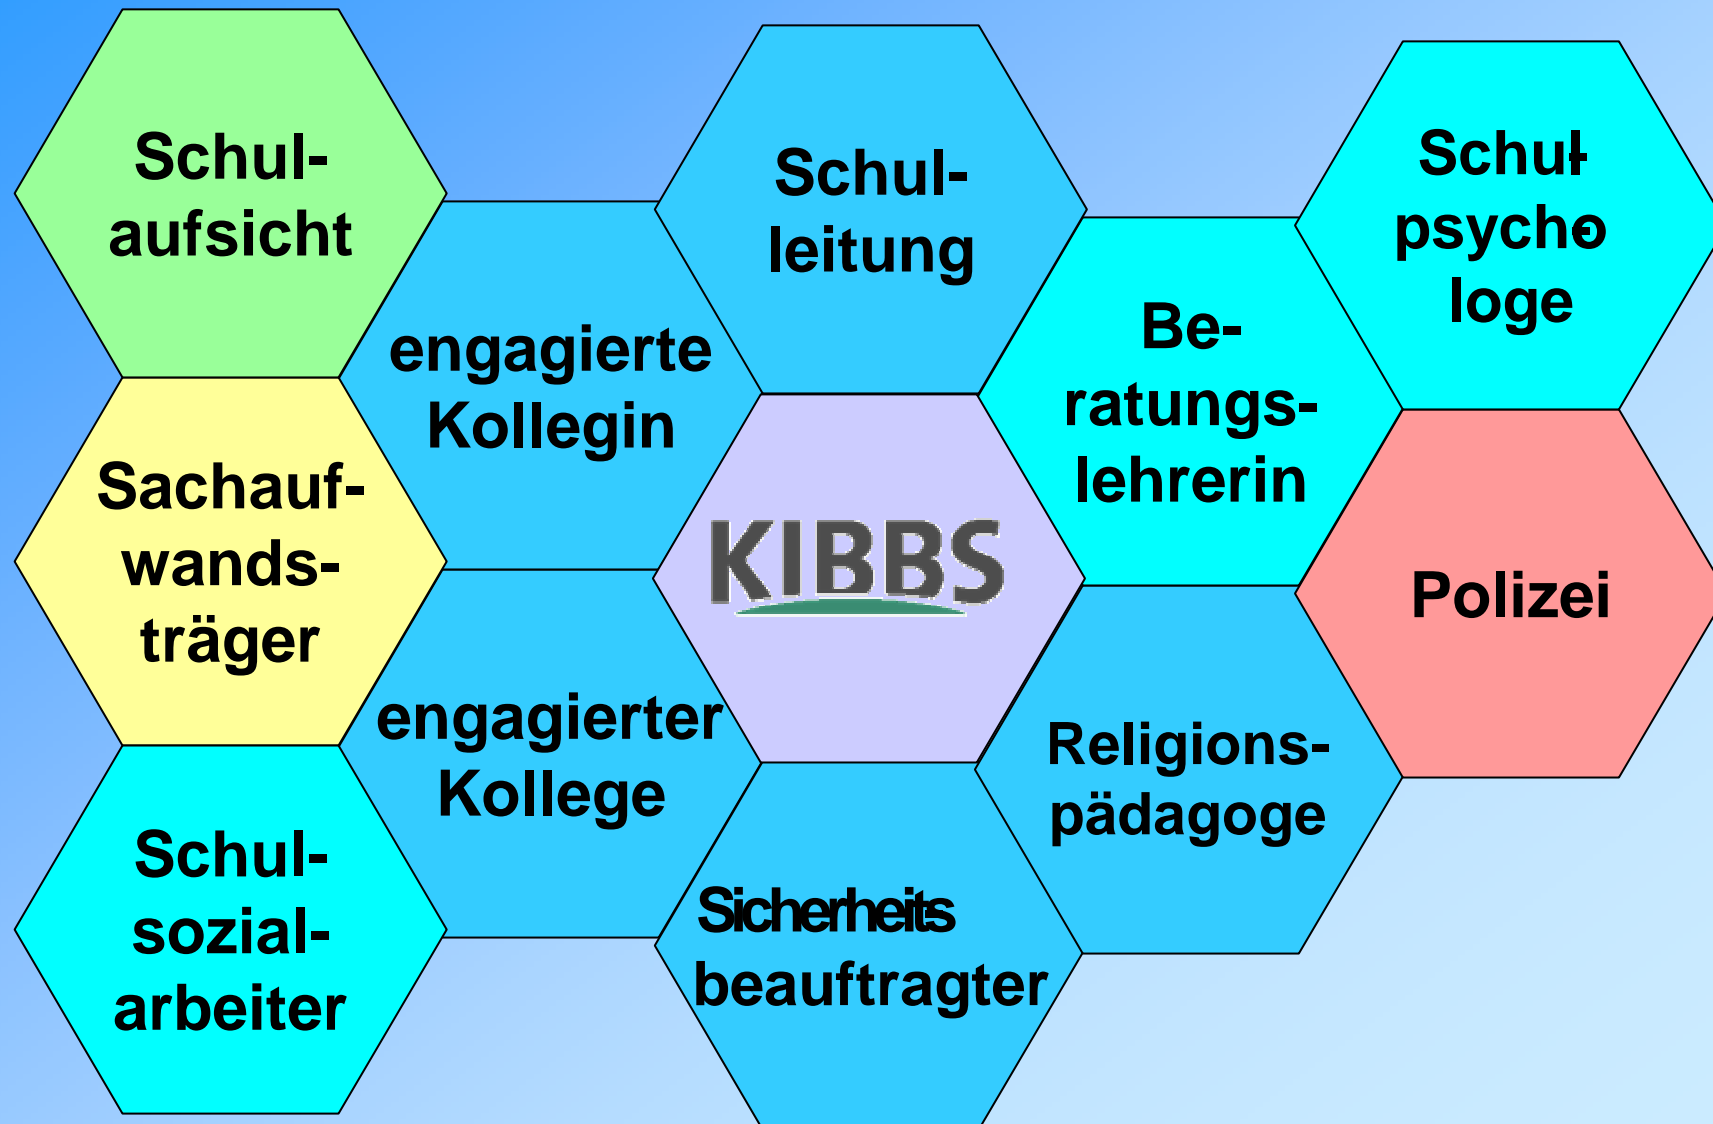 Schul-
aufsicht
Sachauf-
wands-
träger
Schul-
sozial-
arbeiter
engagierte
Kollegin
engagierter
Kollege
Schul-
leitung
KIBBS
Sicherheits-
beauftragter
Be-
ratungs-
lehrerin
Religions-
pädagoge
Schul-
psycho-
loge
Polizei